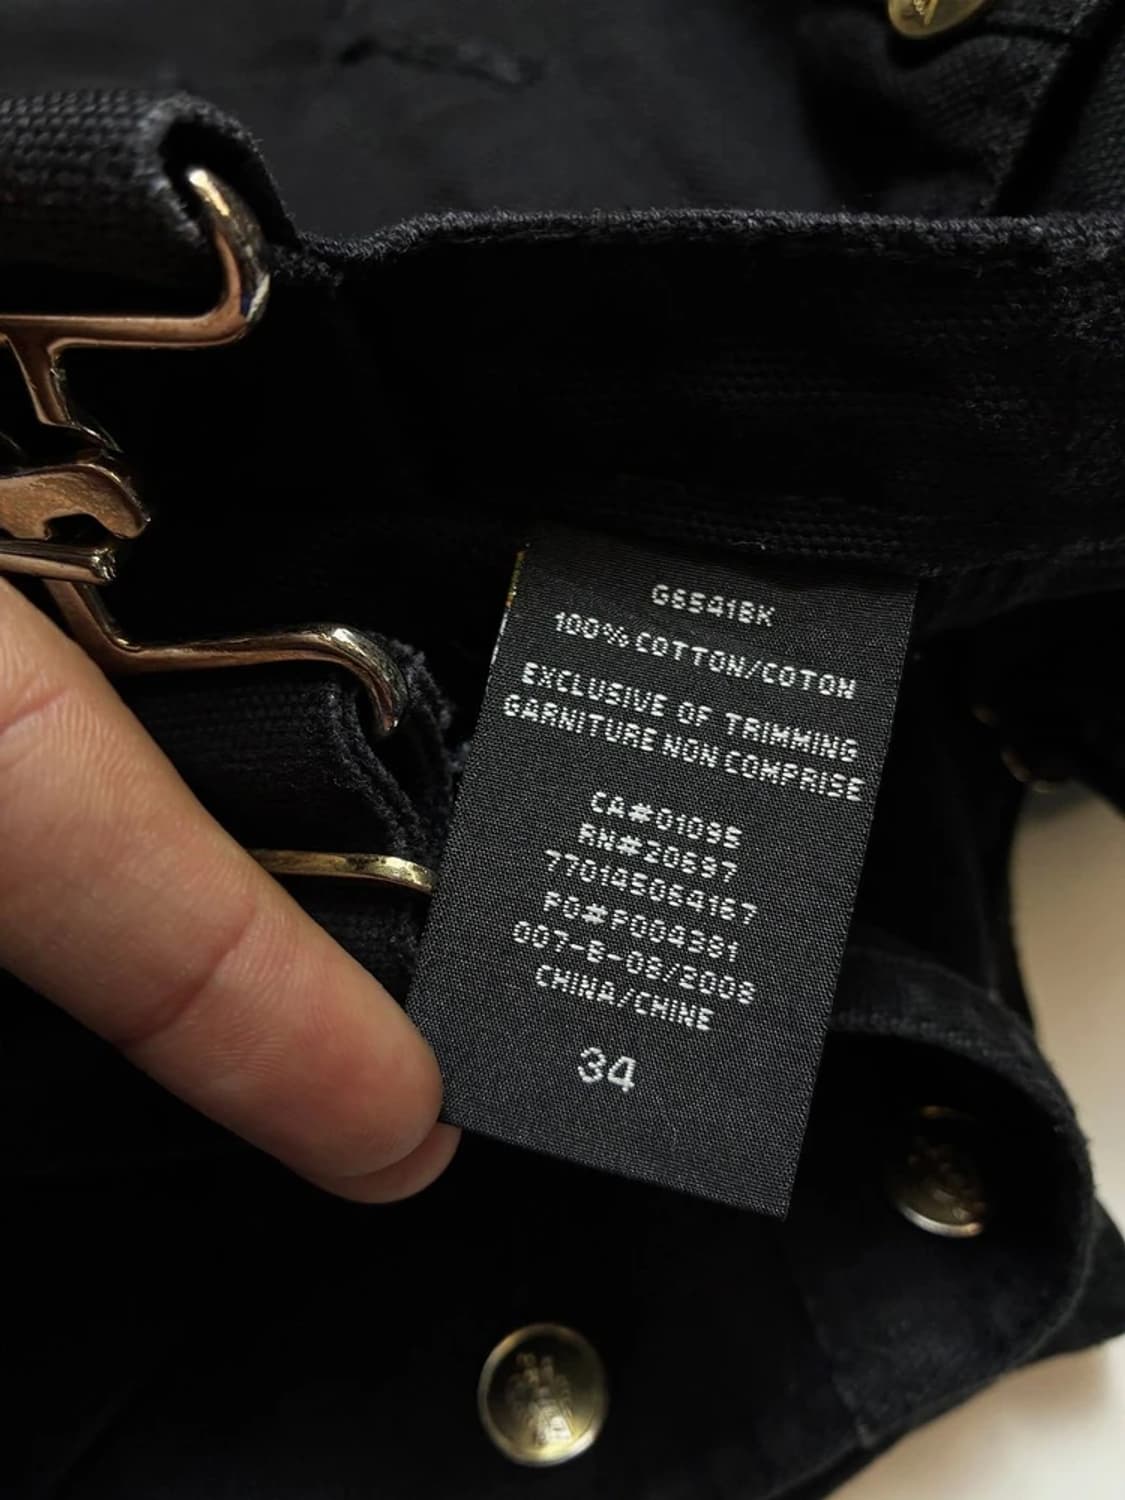 G6541BK
100% COTTON/COTON
EXCLUSIVE OF TRIMMING
GARNITURE NON COMPRISE
CA#01095
RN#20697
770145064167
PO#P004381
007-B-09/2008
CHINA/CHINE
34